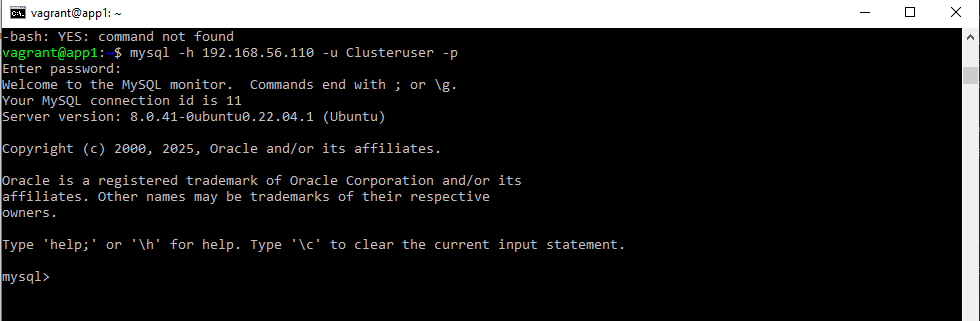 vagrant@app1: ~
-bash: YES: command not found
vagrant@app1:~$ mysql -h 192.168.56.110 -u Clusteruser -p
Enter password:
Welcome to the MySQL monitor.  Commands end with ; or \g.
Your MySQL connection id is 11
Server version: 8.0.41-0ubuntu0.22.04.1 (Ubuntu)
Copyright (c) 2000, 2025, Oracle and/or its affiliates.
Oracle is a registered trademark of Oracle Corporation and/or its
affiliates. Other names may be trademarks of their respective
owners.
Type 'help;' or '\h' for help. Type '\c' to clear the current input statement.
mysql>